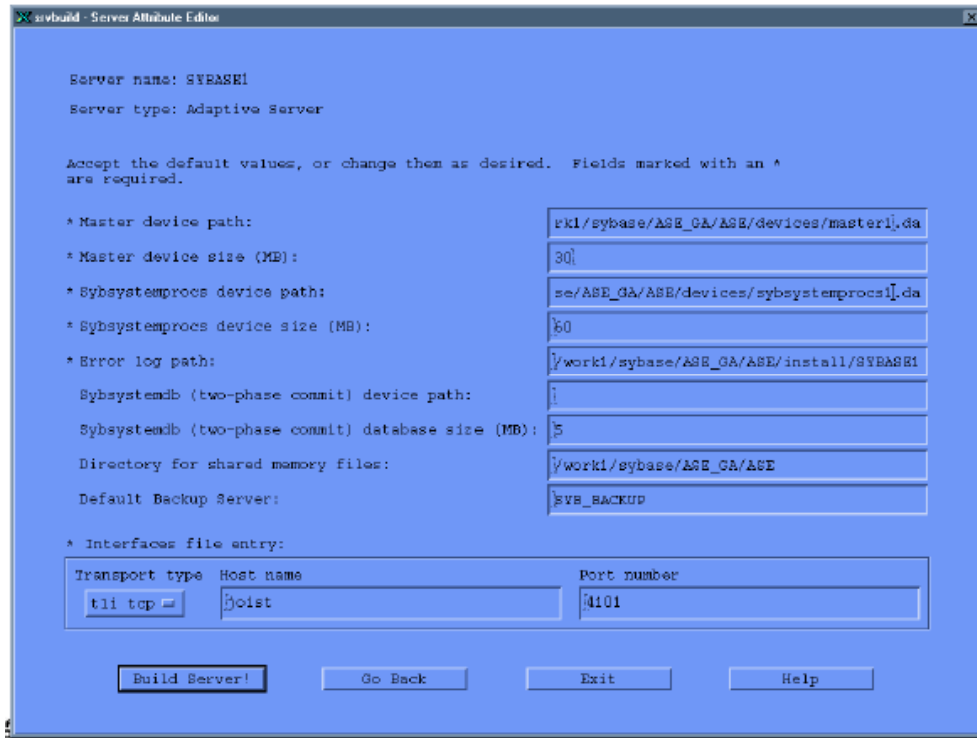 srvbuild - Server Attribute Editor
Server name: SYBASE1
Server type: Adaptive Server
Accept the default values, or change them as desired. Fields marked with an *
are required.
* Master device path: rk1/sybase/ASE_GA/ASE/devices/master1.da
* Master device size (MB): 30
* Sybsystemprocs device path: se/ASE_GA/ASE/devices/sybsystemprocs1.da
* Sybsystemprocs device size (MB): 60
* Error log path: /work1/sybase/ASE_GA/ASE/install/SYBASE1
Sybsystemdb (two-phase commit) device path:
Sybsystemdb (two-phase commit) database size (MB): 5
Directory for shared memory files: /work1/sybase/ASE_GA/ASE
Default Backup Server: SYB_BACKUP
* Interfaces file entry:
Transport type Host name Port number
tli tcp joist 4101
Build Server! Go Back Exit Help